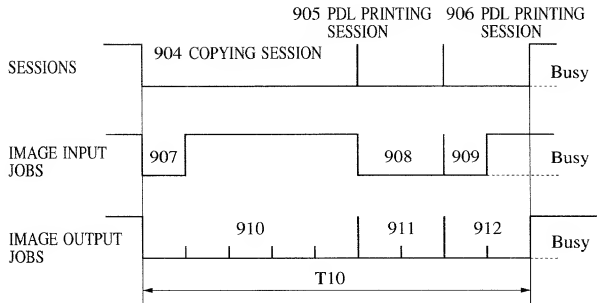 905 PDL PRINTING SESSION
906 PDL PRINTING SESSION
904 COPYING SESSION
SESSIONS
Busy
IMAGE INPUT JOBS
907
908
909
Busy
IMAGE OUTPUT JOBS
910
911
912
Busy
T10